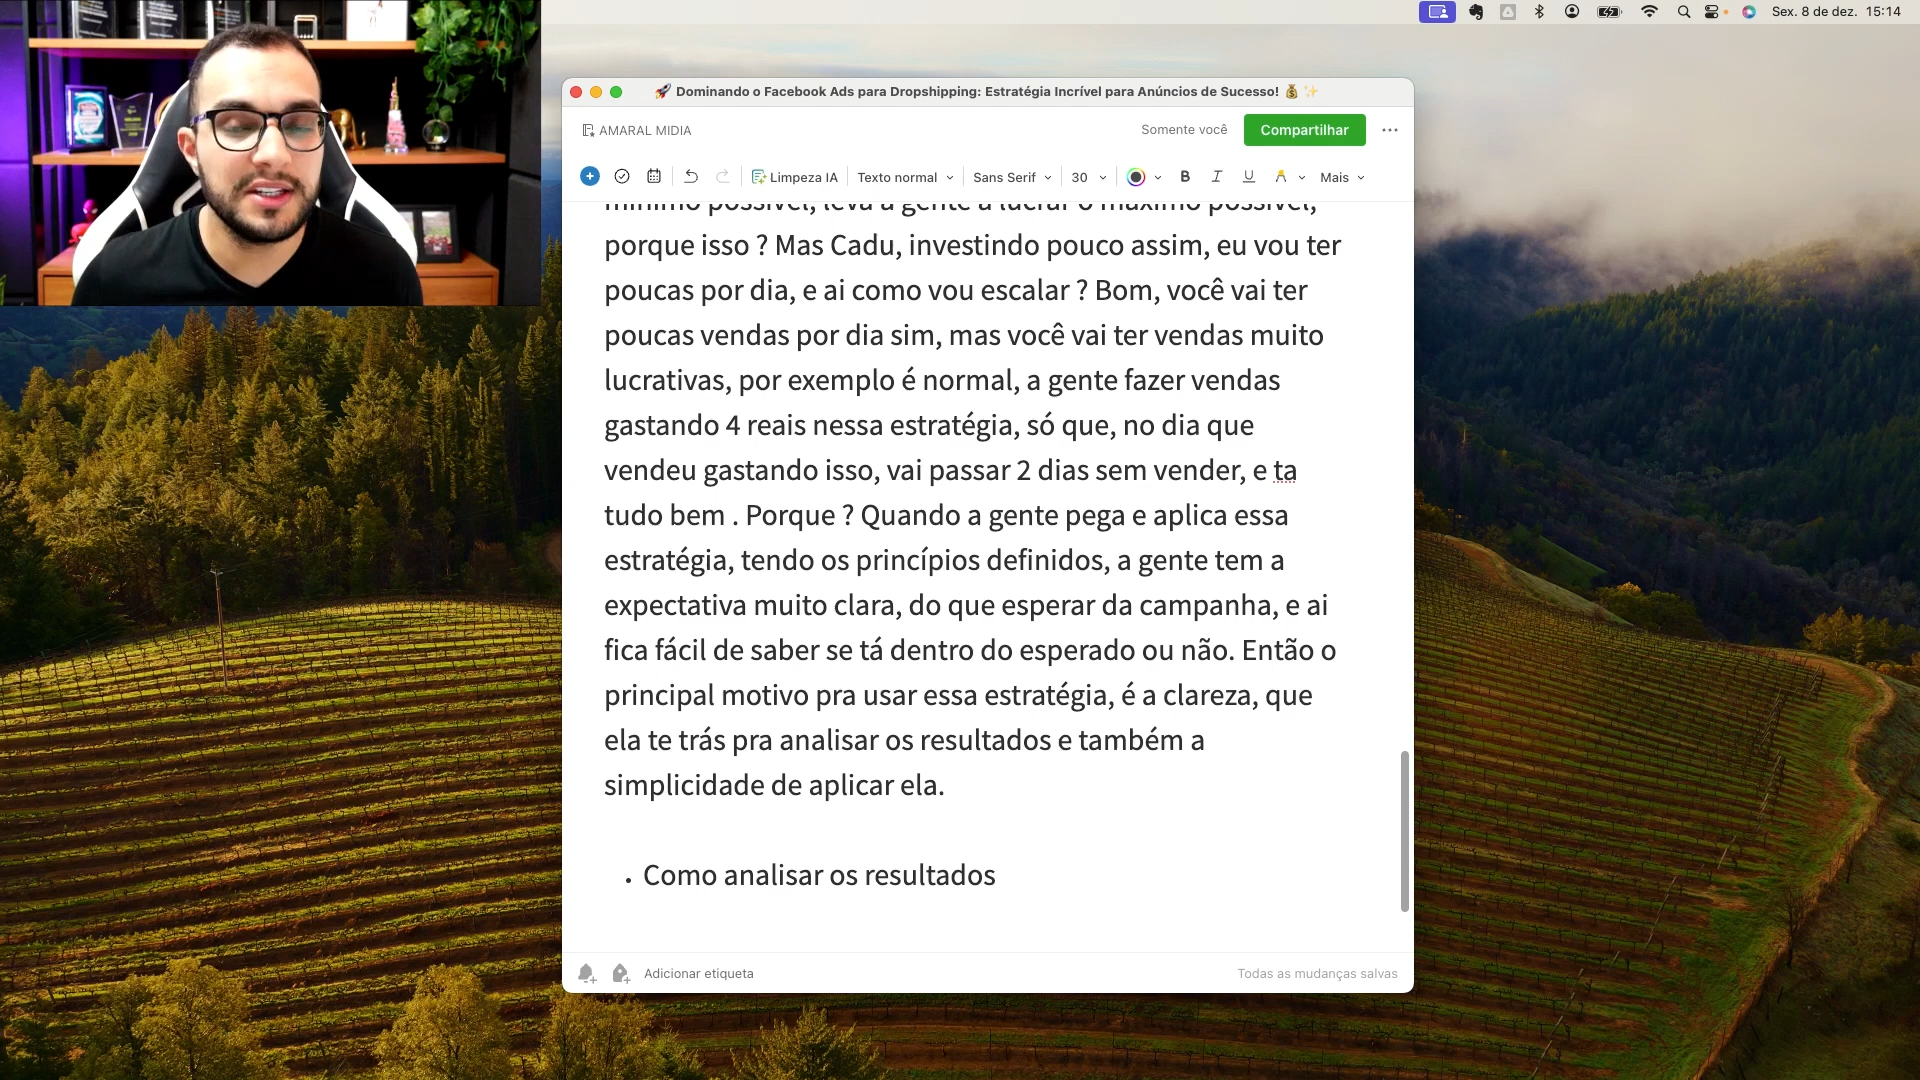 Sex. 8 de dez. 15:14
🚀 Dominando o Facebook Ads para Dropshipping: Estratégia Incrível para Anúncios de Sucesso! 💰 ✨
AMARAL MIDIA
Somente você
Compartilhar
Limpeza IA
Texto normal
Sans Serif
30
B
I
U
A
Mais
mínimo possível, leva a gente a lucrar o máximo possível,
porque isso ? Mas Cadu, investindo pouco assim, eu vou ter
poucas por dia, e ai como vou escalar ? Bom, você vai ter
poucas vendas por dia sim, mas você vai ter vendas muito
lucrativas, por exemplo é normal, a gente fazer vendas
gastando 4 reais nessa estratégia, só que, no dia que
vendeu gastando isso, vai passar 2 dias sem vender, e ta
tudo bem . Porque ? Quando a gente pega e aplica essa
estratégia, tendo os princípios definidos, a gente tem a
expectativa muito clara, do que esperar da campanha, e ai
fica fácil de saber se tá dentro do esperado ou não. Então o
principal motivo pra usar essa estratégia, é a clareza, que
ela te trás pra analisar os resultados e também a
simplicidade de aplicar ela.
• Como analisar os resultados
Adicionar etiqueta
Todas as mudanças salvas